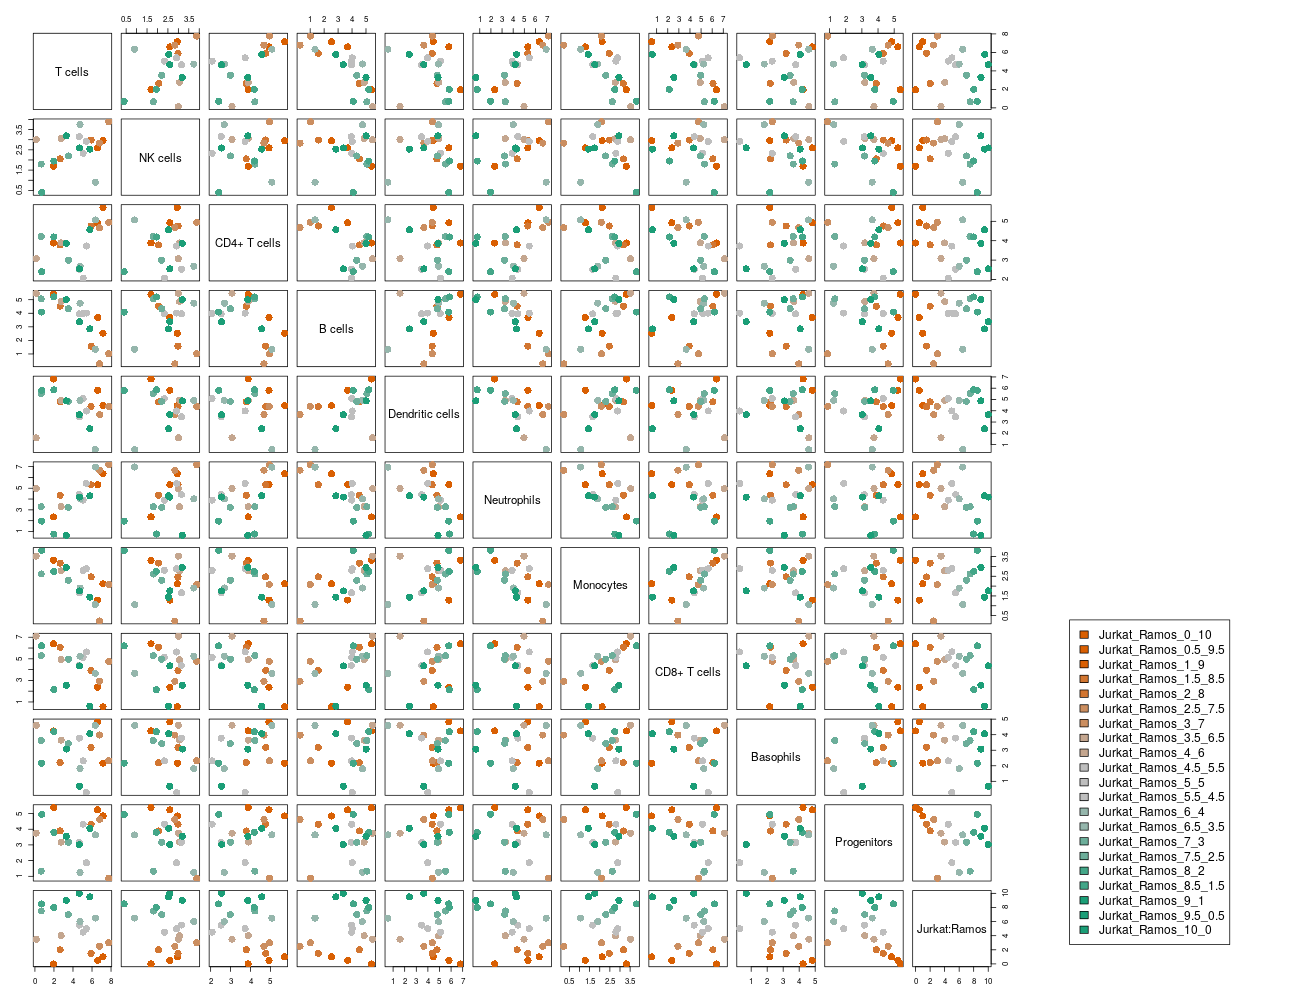 0.5 1.5 2.5 3.5 1 2 3 4 5 1 2 3 4 5 6 7 1 2 3 4 5 6 7 1 2 3 4 5
T cells
0 2 4 6 8
0.5 1.5 2.5 3.5
NK cells
CD4+ T cells
2 3 4 5
1 2 3 4 5
B cells
Dendritic cells
1 2 3 4 5 6 7
1 3 5 7
Neutrophils
Monocytes
0.5 1.5 2.5 3.5
1 3 5 7
CD8+ T cells
Basophils
1 2 3 4 5
1 2 3 4 5
Progenitors
Jurkat:Ramos
0 2 4 6 8 10
0 2 4 6 8 2 3 4 5 1 2 3 4 5 6 7 0.5 1.5 2.5 3.5 1 2 3 4 5 0 2 4 6 8 10
Jurkat_Ramos_0_10
Jurkat_Ramos_0.5_9.5
Jurkat_Ramos_1_9
Jurkat_Ramos_1.5_8.5
Jurkat_Ramos_2_8
Jurkat_Ramos_2.5_7.5
Jurkat_Ramos_3_7
Jurkat_Ramos_3.5_6.5
Jurkat_Ramos_4_6
Jurkat_Ramos_4.5_5.5
Jurkat_Ramos_5_5
Jurkat_Ramos_5.5_4.5
Jurkat_Ramos_6_4
Jurkat_Ramos_6.5_3.5
Jurkat_Ramos_7_3
Jurkat_Ramos_7.5_2.5
Jurkat_Ramos_8_2
Jurkat_Ramos_8.5_1.5
Jurkat_Ramos_9_1
Jurkat_Ramos_9.5_0.5
Jurkat_Ramos_10_0